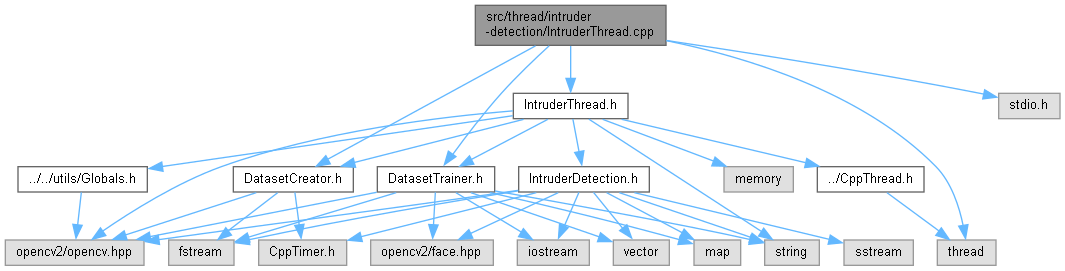 src/thread/intruder
-detection/IntruderThread.cpp
IntruderThread.h
stdio.h
../../utils/Globals.h
DatasetCreator.h
DatasetTrainer.h
IntruderDetection.h
memory
../CppThread.h
opencv2/opencv.hpp
fstream
CppTimer.h
opencv2/face.hpp
iostream
vector
map
string
sstream
thread